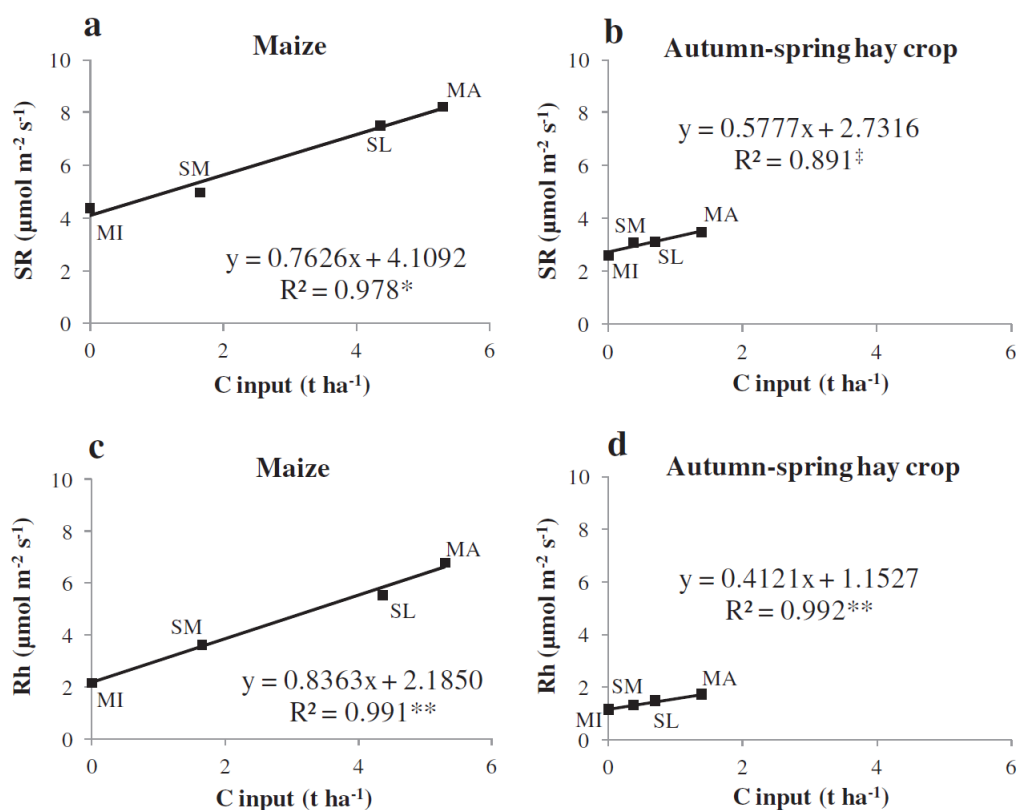 a
Maize
10
8
6
4
2
0
SR (µmol m⁻² s⁻¹)
MI
SM
SL
MA
y = 0.7626x + 4.1092
R² = 0.978*
0 2 4 6
C input (t ha⁻¹)
b
Autumn-spring hay crop
10
8
6
4
2
0
SR (µmol m⁻² s⁻¹)
y = 0.5777x + 2.7316
R² = 0.891‡
MI
SM
SL
MA
0 2 4 6
C input (t ha⁻¹)
c
Maize
10
8
6
4
2
0
Rh (µmol m⁻² s⁻¹)
MI
SM
SL
MA
y = 0.8363x + 2.1850
R² = 0.991**
0 2 4 6
C input (t ha⁻¹)
d
Autumn-spring hay crop
10
8
6
4
2
0
Rh (µmol m⁻² s⁻¹)
y = 0.4121x + 1.1527
R² = 0.992**
MI
SM
SL
MA
0 2 4 6
C input (t ha⁻¹)